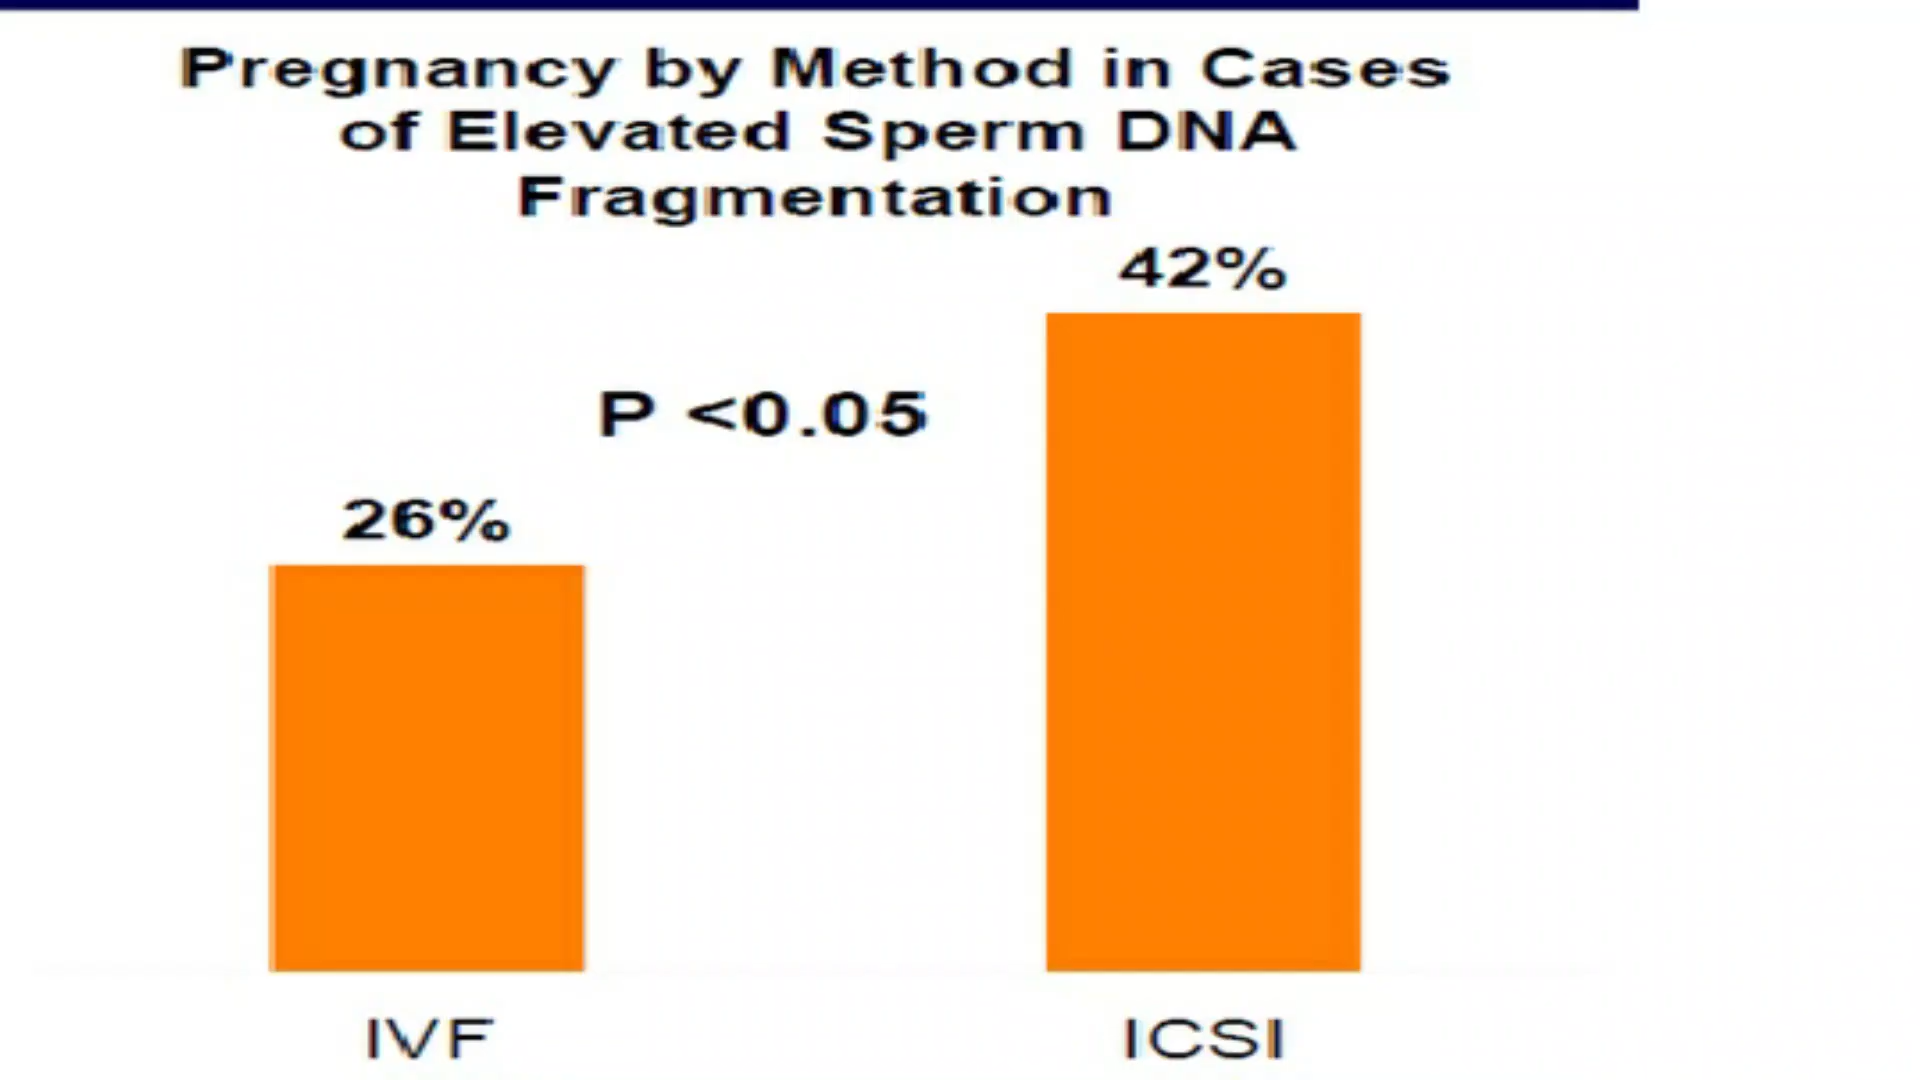 Pregnancy by Method in Cases
of Elevated Sperm DNA
Fragmentation
42%
P <0.05
26%
IVF
ICSI